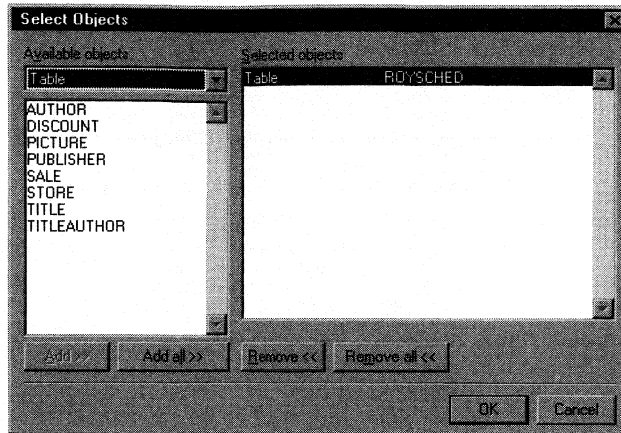 Select Objects
Available objects
Selected objects
Table
Table ROYSCHED
AUTHOR
DISCOUNT
PICTURE
PUBLISHER
SALE
STORE
TITLE
TITLEAUTHOR
Add >> Add all >> Remove << Remove all <<
OK Cancel